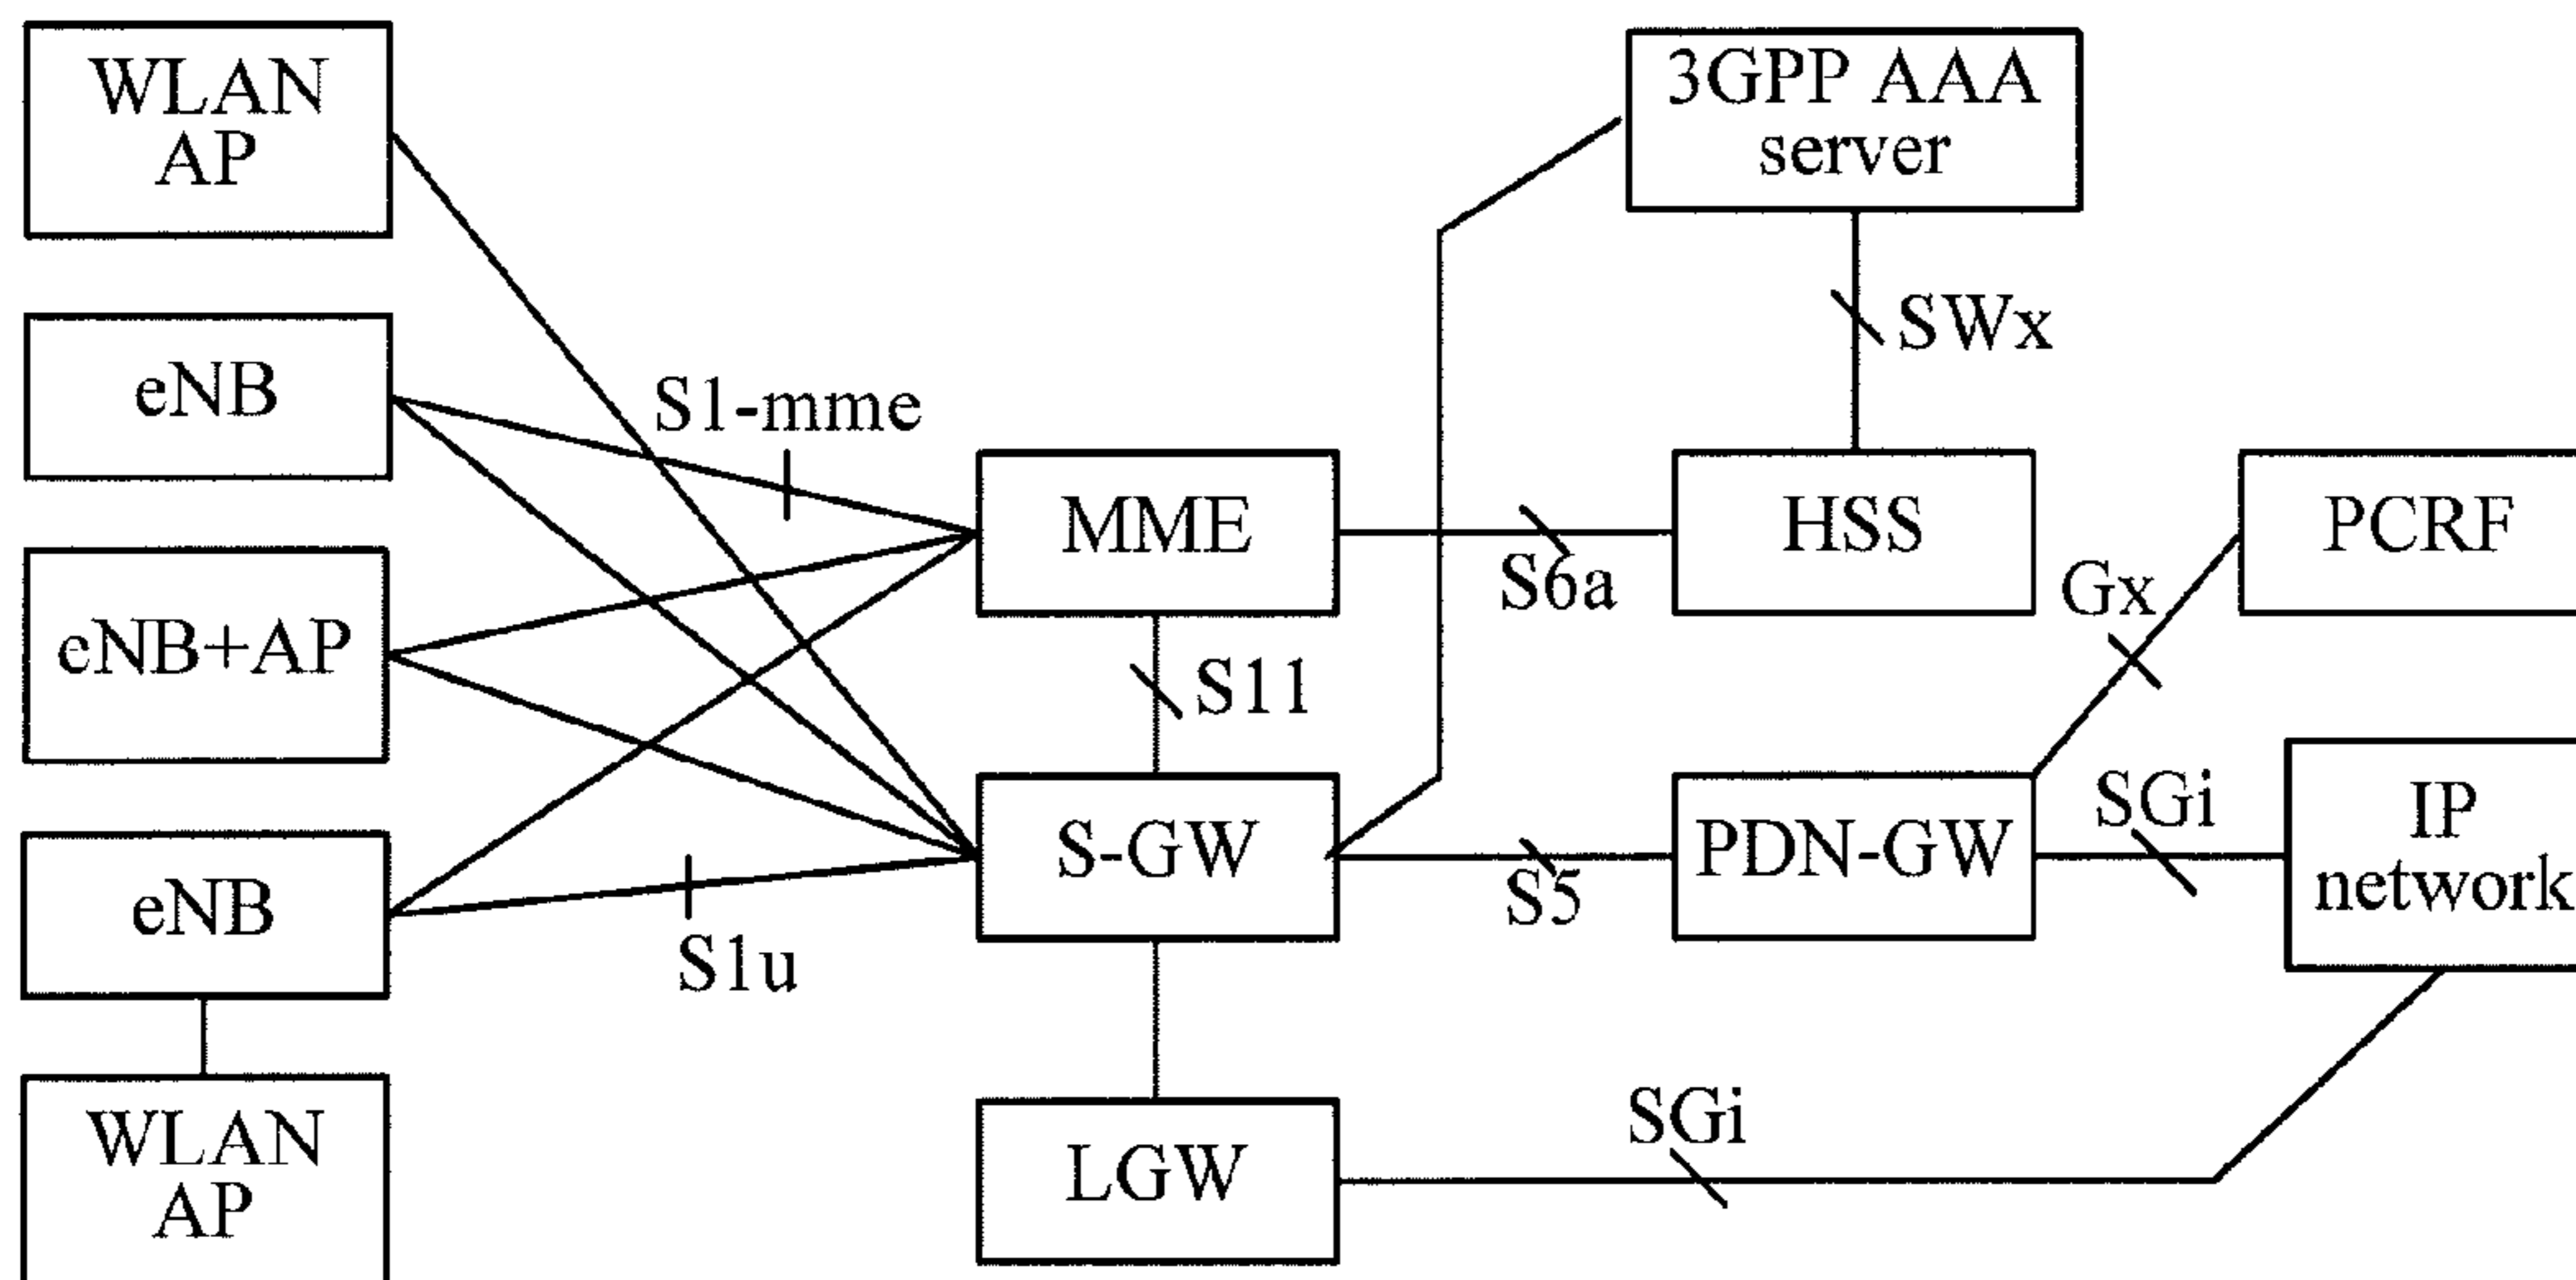 WLAN
AP
3GPP AAA
server
SWx
eNB
S1-mme
MME
HSS
PCRF
S6a
Gx
eNB+AP
S11
S-GW
PDN-GW
SGi
IP
network
S5
eNB
S1u
WLAN
AP
LGW
SGi